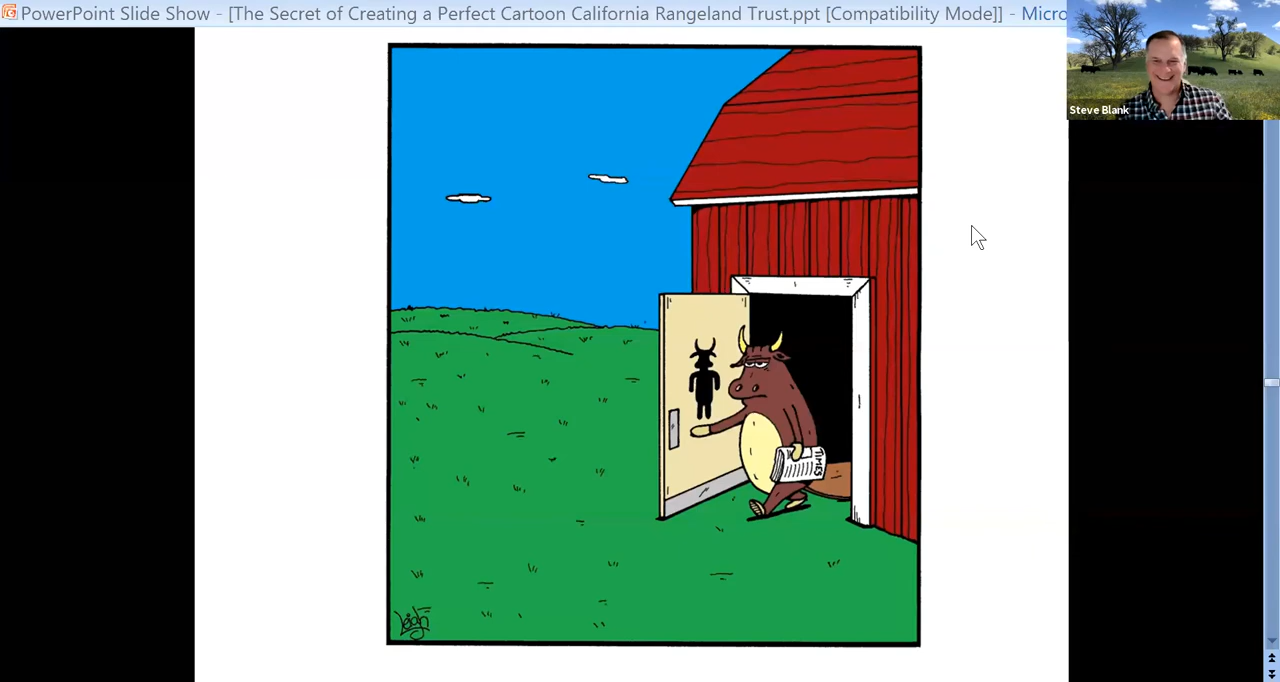 PowerPoint Slide Show - [The Secret of Creating a Perfect Cartoon California Rangeland Trust.ppt [Compatibility Mode]] - Micro
Steve Blank
TIMES
Leigh